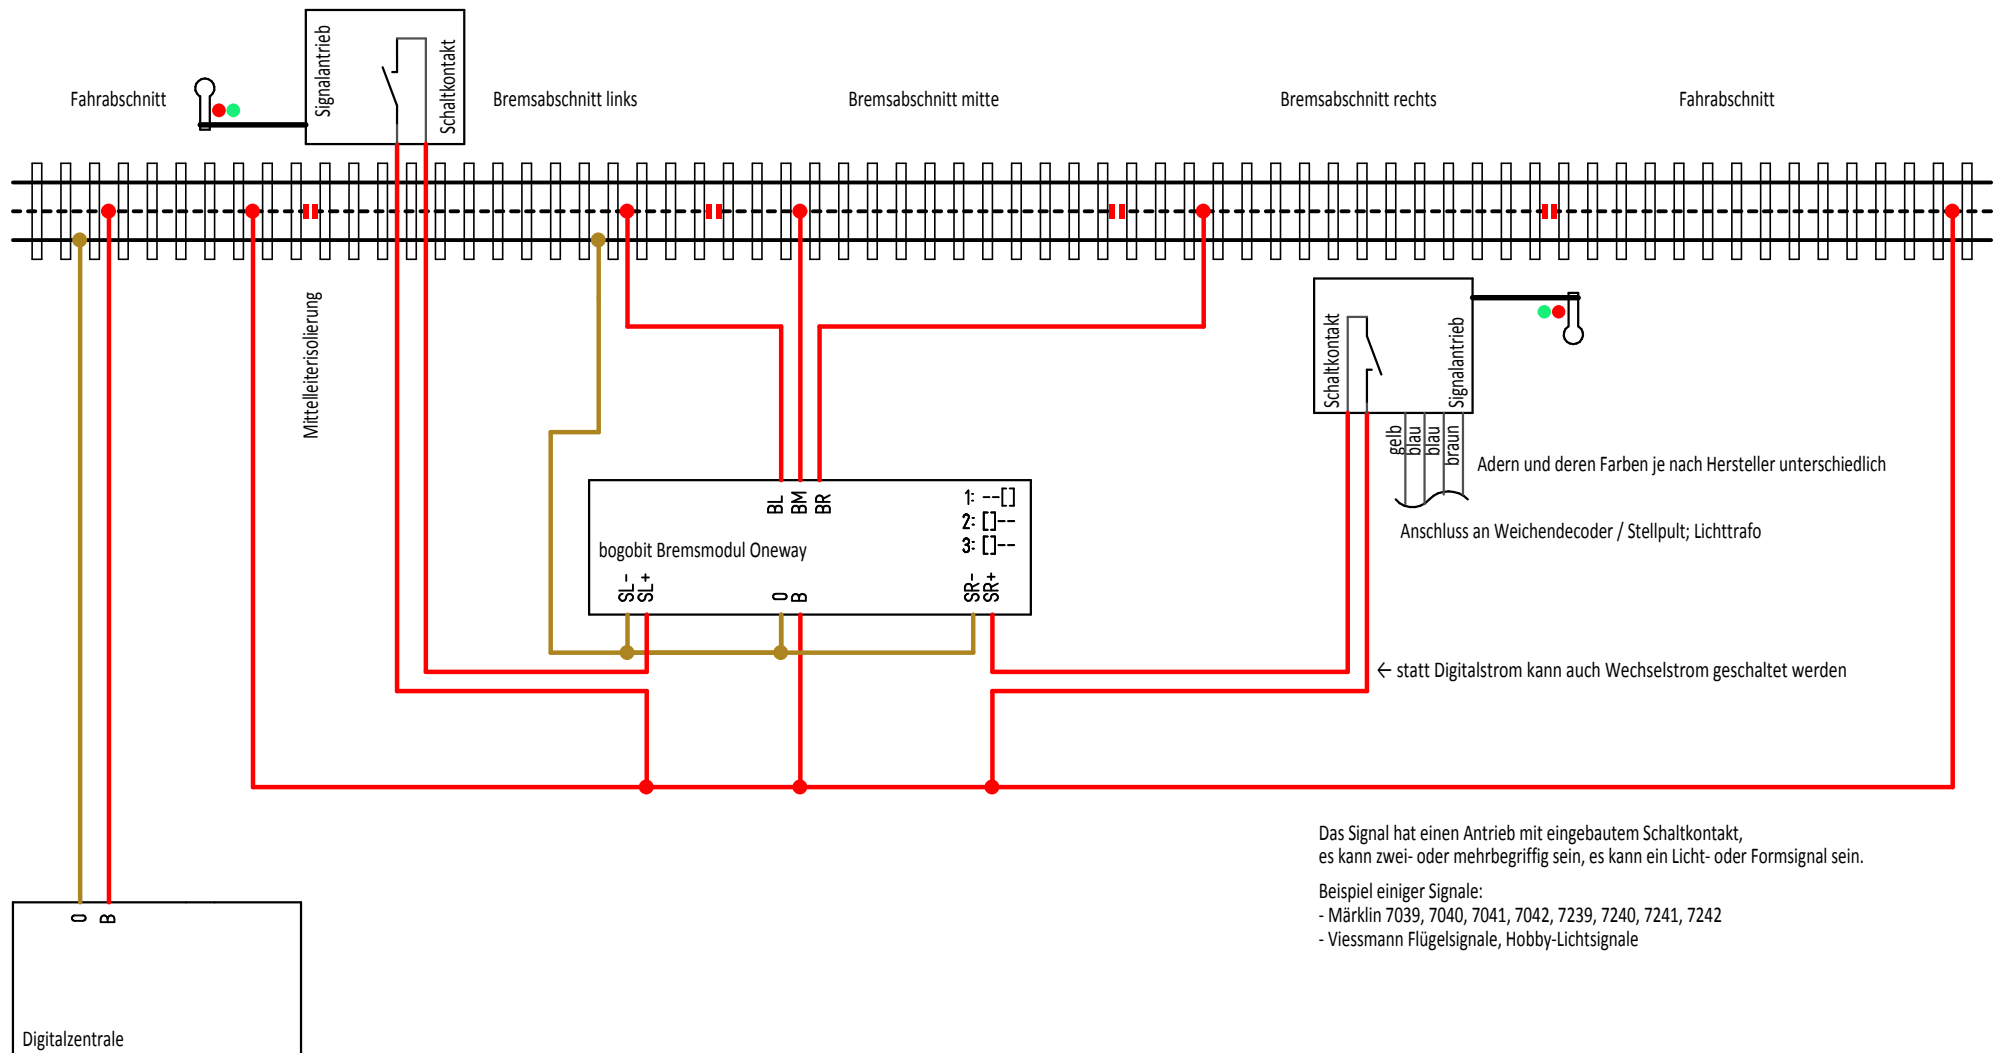 Signalantrieb
Schaltkontakt
Fahrabschnitt
Bremsabschnitt links
Bremsabschnitt mitte
Bremsabschnitt rechts
Fahrabschnitt
Mittelleiterisolierung
Schaltkontakt
Signalantrieb
gelb
blau
blau
braun
Adern und deren Farben je nach Hersteller unterschiedlich
Anschluss an Weichendecoder / Stellpult; Lichttrafo
BL
BM
BR
1: --[]
2: []--
3: []--
bogobit Bremsmodul Oneway
SL-
SL+
0
B
SR-
SR+
← statt Digitalstrom kann auch Wechselstrom geschaltet werden
Das Signal hat einen Antrieb mit eingebautem Schaltkontakt,
es kann zwei- oder mehrbegriffig sein, es kann ein Licht- oder Formsignal sein.
Beispiel einiger Signale:
- Märklin 7039, 7040, 7041, 7042, 7239, 7240, 7241, 7242
- Viessmann Flügelsignale, Hobby-Lichtsignale
0
B
Digitalzentrale